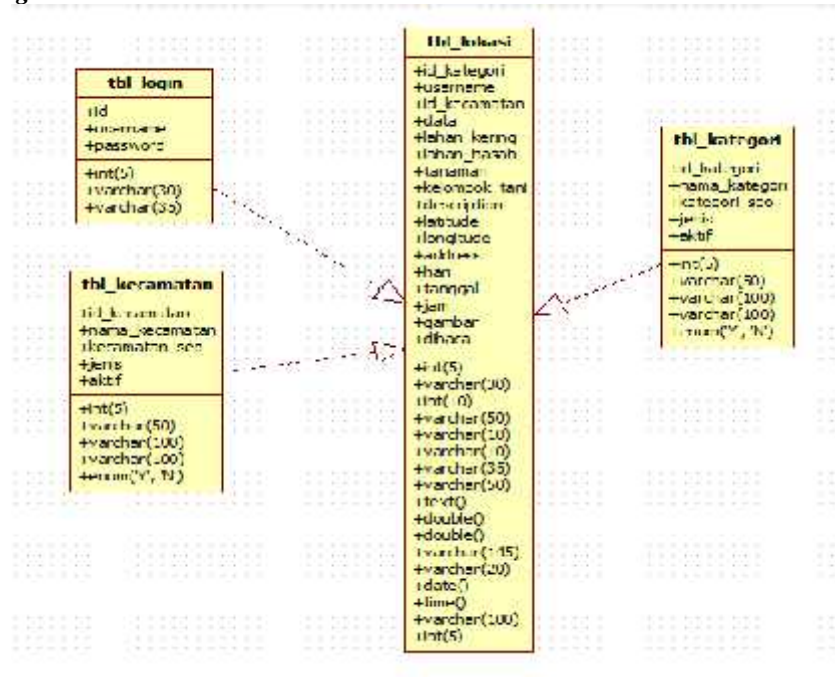 tbl_login
+id
+username
+password
+int(5)
+varchar(30)
+varchar(35)
tbl_kecamatan
+id_kecamatan
+nama_kecamatan
+kecamatan_seo
+jenis
+aktif
+int(5)
+varchar(50)
+varchar(100)
+varchar(100)
+enum('Y', 'N')
tbl_lokasi
+id_kategori
+username
+id_kecamatan
+data
+lahan_kering
+lahan_basah
+tanaman
+kelompok_tani
+description
+latitude
+longitude
+address
+hari
+tanggal
+jam
+gambar
+dibaca
+int(5)
+varchar(30)
+int(10)
+varchar(50)
+varchar(10)
+varchar(10)
+varchar(35)
+varchar(50)
+text()
+double()
+double()
+varchar(145)
+varchar(20)
+date()
+time()
+varchar(100)
+int(5)
tbl_kategori
+id_kategori
+nama_kategori
+kategori_seo
+jenis
+aktif
+int(5)
+varchar(50)
+varchar(100)
+varchar(100)
+enum('Y', 'N')